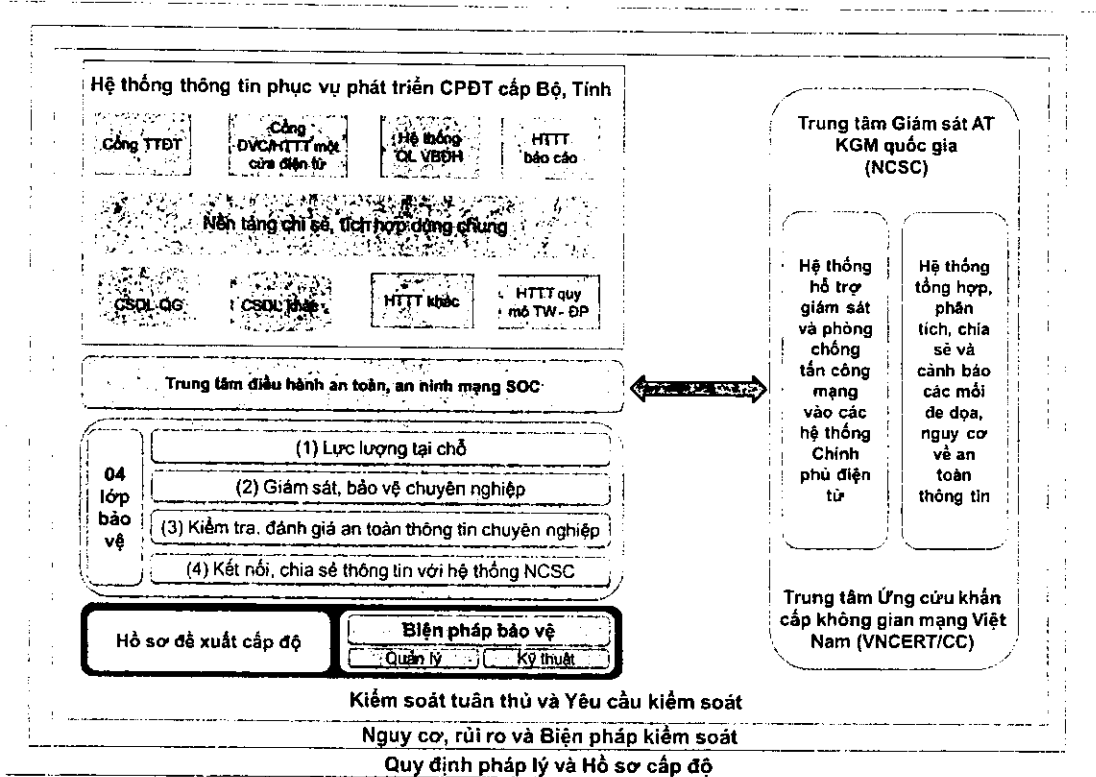 Hệ thống thông tin phục vụ phát triển CPĐT cấp Bộ, Tỉnh
Cổng TTĐT
Cổng
DVC/HTTT một
cửa điện tử
Hệ thống
QL VBĐH
HTTT
báo cáo
Nền tảng chỉ sẻ, tích hợp dùng chung
CSDL QG
CSDL khác
HTTT khác
HTTT quy
mô TW - ĐP
Trung tâm điều hành an toàn, an ninh mạng SOC
04
lớp
bảo
vệ
(1) Lực lượng tại chỗ
(2) Giám sát, bảo vệ chuyên nghiệp
(3) Kiểm tra, đánh giá an toàn thông tin chuyên nghiệp
(4) Kết nối, chia sẻ thông tin với hệ thống NCSC
Hồ sơ đề xuất cấp độ
Biện pháp bảo vệ
Quản lý
Kỹ thuật
Trung tâm Giám sát AT
KGM quốc gia
(NCSC)
Hệ thống
hỗ trợ
giám sát
và phòng
chống
tấn công
mạng
vào các
hệ thống
Chính
phủ điện
tử
Hệ thống
tổng hợp,
phân
tích, chia
sẻ và
cảnh báo
các mối
đe dọa,
nguy cơ
về an
toàn
thông tin
Trung tâm Ứng cứu khẩn
cấp không gian mạng Việt
Nam (VNCERT/CC)
Kiểm soát tuân thủ và Yêu cầu kiểm soát
Nguy cơ, rủi ro và Biện pháp kiểm soát
Quy định pháp lý và Hồ sơ cấp độ